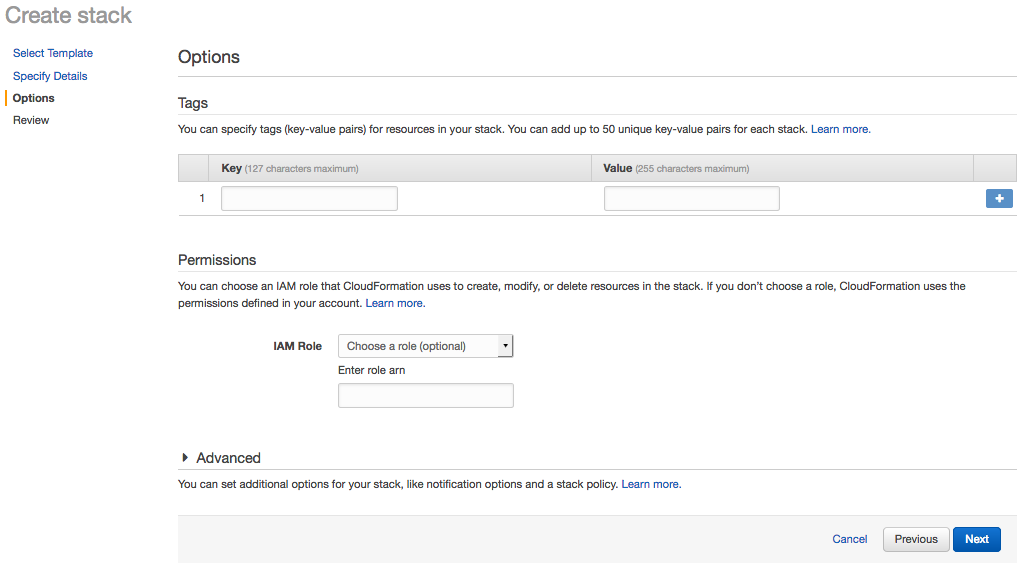 Create stack
Select Template
Specify Details
Options
Review
Options
Tags
You can specify tags (key-value pairs) for resources in your stack. You can add up to 50 unique key-value pairs for each stack. Learn more.
Key (127 characters maximum) Value (255 characters maximum)
1
Permissions
You can choose an IAM role that CloudFormation uses to create, modify, or delete resources in the stack. If you don't choose a role, CloudFormation uses the
permissions defined in your account. Learn more.
IAM Role Choose a role (optional)
Enter role arn
Advanced
You can set additional options for your stack, like notification options and a stack policy. Learn more.
Cancel Previous Next